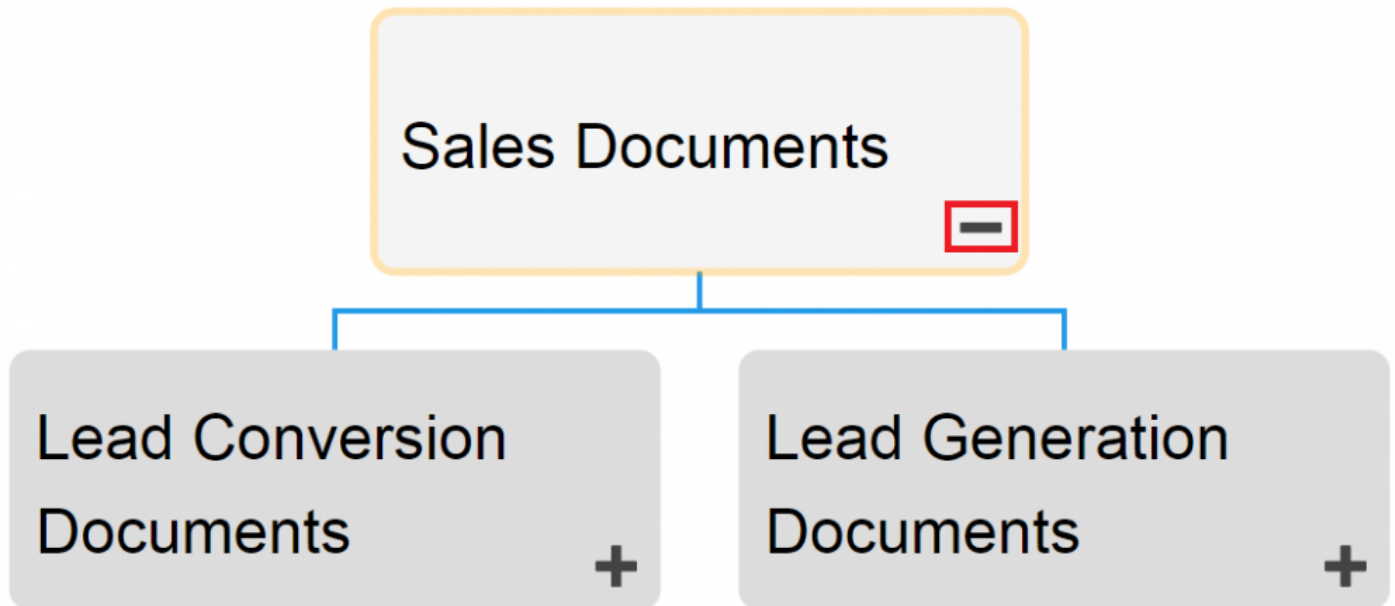 Sales Documents
Lead Conversion
Documents
Lead Generation
Documents